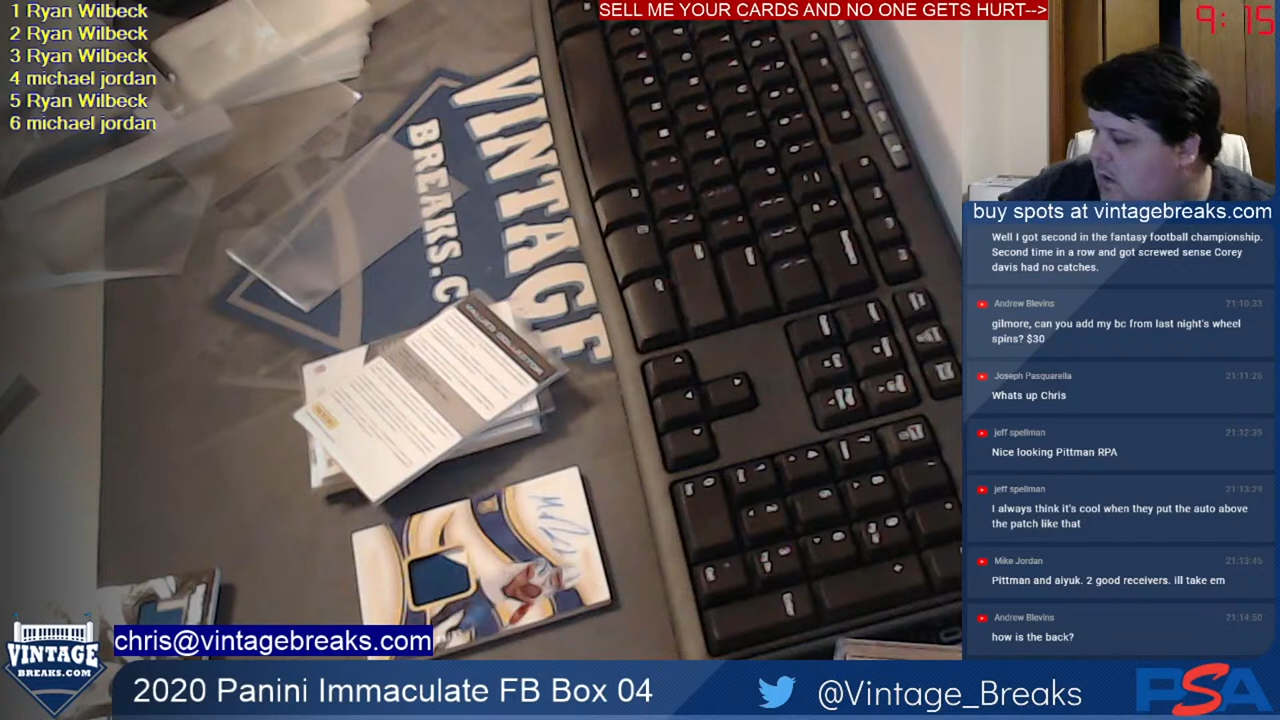 1 Ryan Wilbeck
2 Ryan Wilbeck
3 Ryan Wilbeck
4 michael jordan
5 Ryan Wilbeck
6 michael jordan
SELL ME YOUR CARDS AND NO ONE GETS HURT-->
9:15
VINTAGE
BREAKS.C
buy spots at vintagebreaks.com
Well I got second in the fantasy football championship.
Second time in a row and got screwed sense Corey
davis had no catches.
Andrew Blevins 21:10:33
gilmore, can you add my bc from last night's wheel
spins? $30
Joseph Pasquarella 21:11:26
Whats up Chris
jeff spellman 21:12:39
Nice looking Pittman RPA
jeff spellman 21:13:29
I always think it's cool when they put the auto above
the patch like that
Mike Jordan 21:13:45
Pittman and aiyuk. 2 good receivers. ill take em
Andrew Blevins 21:14:50
how is the back?
chris@vintagebreaks.com
VINTAGE
BREAKS.COM
2020 Panini Immaculate FB Box 04
@Vintage_Breaks
PSA